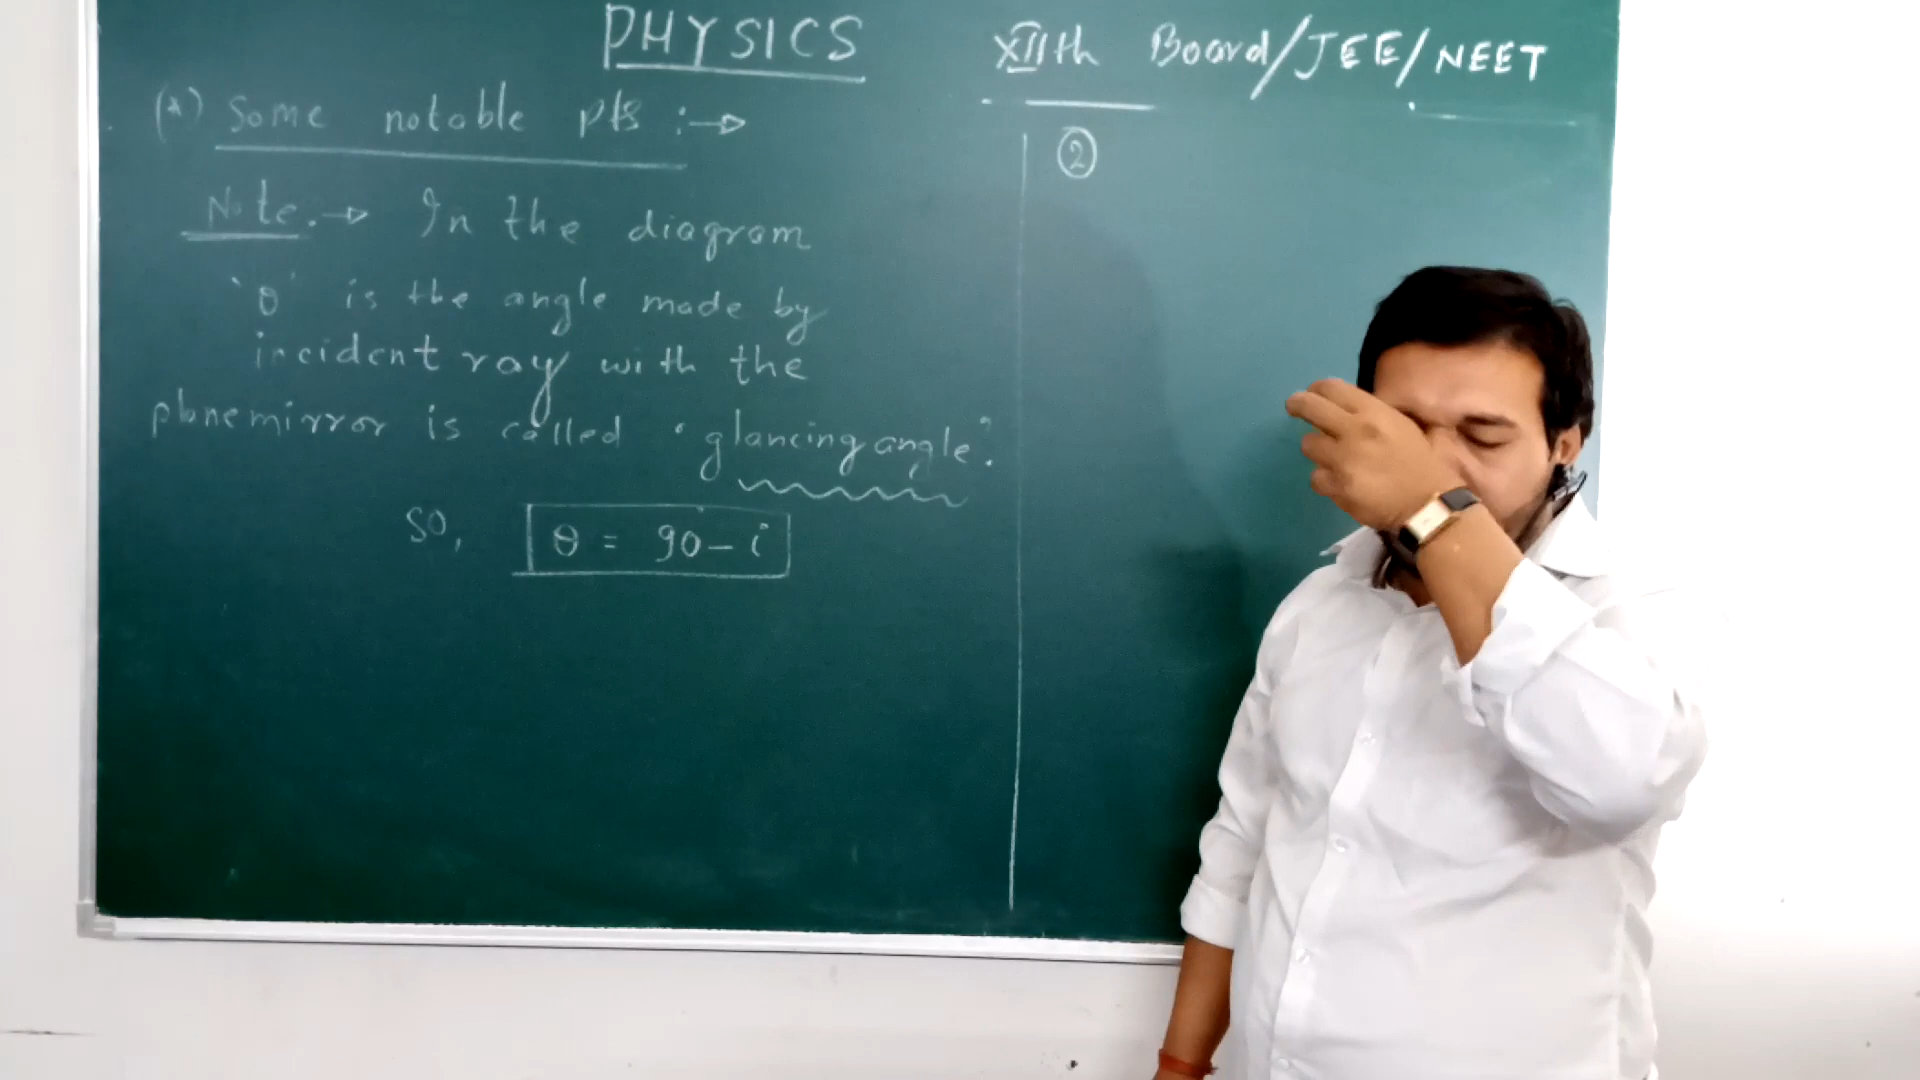 PHYSICS
XIIth Board/JEE/NEET
(*) Some notable pts :→
Note.→ In the diagram
'θ' is the angle made by
incident ray with the
plane mirror is called 'glancing angle'.
so, θ = 90 - i
②